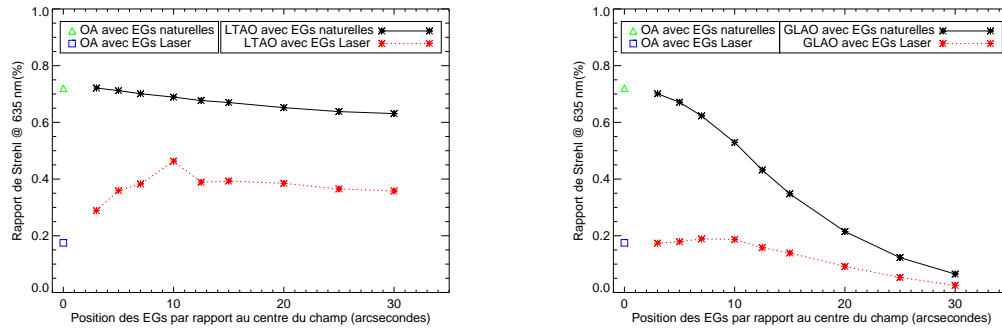 △ OA avec EGs naturelles
□ OA avec EGs Laser
LTAO avec EGs naturelles
LTAO avec EGs Laser
1.0
0.8
0.6
0.4
0.2
0.0
Rapport de Strehl @ 635 nm(%)
0 10 20 30
Position des EGs par rapport au centre du champ (arcsecondes)
△ OA avec EGs naturelles
□ OA avec EGs Laser
GLAO avec EGs naturelles
GLAO avec EGs Laser
1.0
0.8
0.6
0.4
0.2
0.0
Rapport de Strehl @ 635 nm(%)
0 10 20 30
Position des EGs par rapport au centre du champ (arcsecondes)